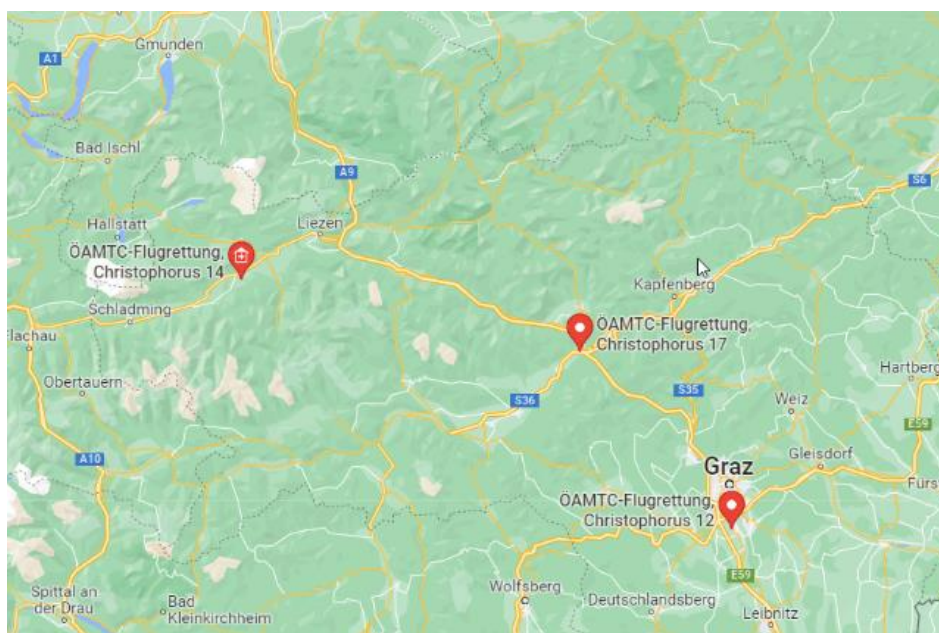 Gmunden
A1
Bad Ischl
A9
S6
Hallstatt
Liezen
ÖAMTC-Flugrettung,
Christophorus 14
Kapfenberg
Schladming
ÖAMTC-Flugrettung,
Christophorus 17
Flachau
Hartberg
Obertauern
S36
S35
Weiz
E59
A10
Graz
Gleisdorf
Fürs
ÖAMTC-Flugrettung,
Christophorus 12
E59
Spittal an
der Drau
Bad
Kleinkirchheim
Wolfsberg
Deutschlandsberg
Leibnitz